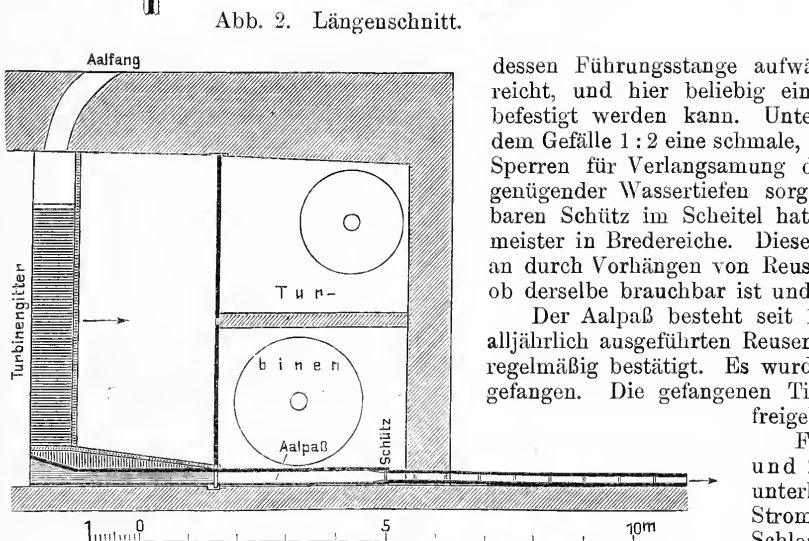 Abb. 2. Längenschnitt.
Aalfang
Turbinengitter
Tur-
binen
Aalpaß
Schütz
1 0 5 10m
dessen Führungsstange aufwä
reicht, und hier beliebig ein
befestigt werden kann. Unte
dem Gefälle 1 : 2 eine schmale,
Sperren für Verlangsamung d
genügender Wassertiefen sorg
baren Schütz im Scheitel hat
meister in Bredereiche. Diese
an durch Vorhängen von Reus
ob derselbe brauchbar ist und
Der Aalpaß besteht seit
alljährlich ausgeführten Reuser
regelmäßig bestätigt. Es wurd
gefangen. Die gefangenen Ti
freige
F
und
unterl
Strom